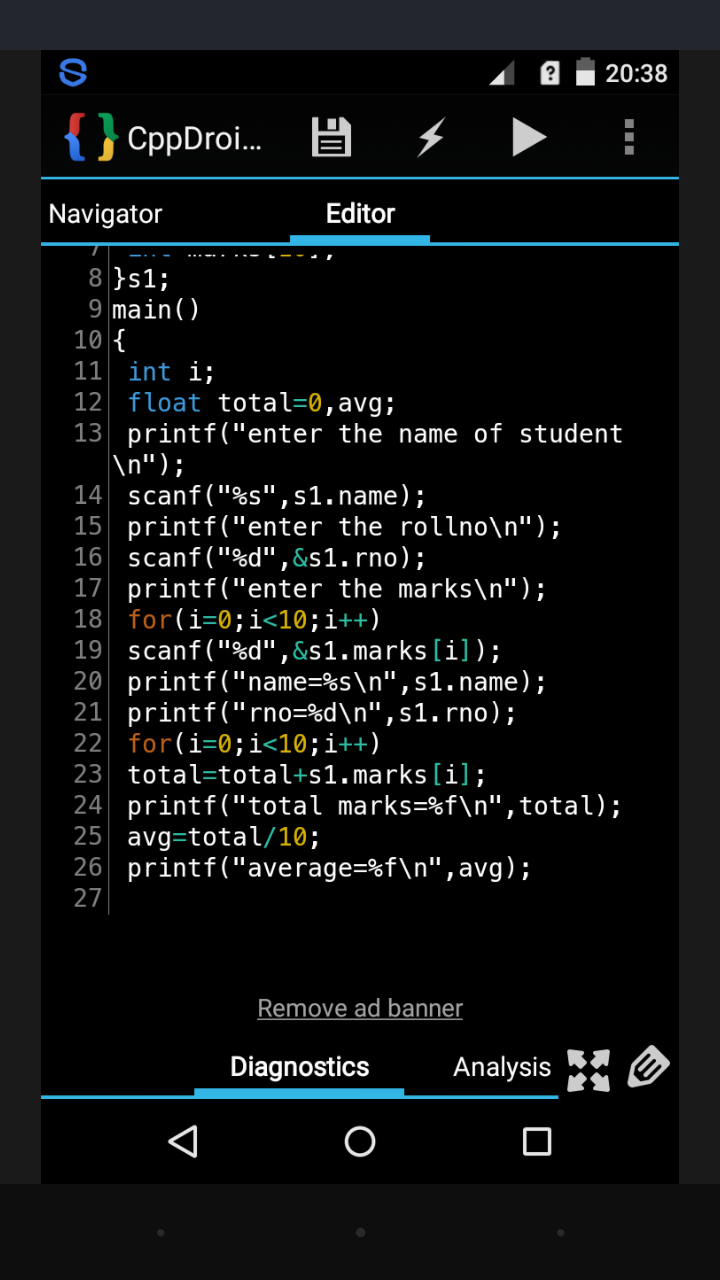 20:38
CppDroi...
Navigator
Editor
8 }s1;
9 main()
10 {
11 int i;
12 float total=0,avg;
13 printf("enter the name of student
\n");
14 scanf("%s",s1.name);
15 printf("enter the rollno\n");
16 scanf("%d",&s1.rno);
17 printf("enter the marks\n");
18 for(i=0;i<10;i++)
19 scanf("%d",&s1.marks[i]);
20 printf("name=%s\n",s1.name);
21 printf("rno=%d\n",s1.rno);
22 for(i=0;i<10;i++)
23 total=total+s1.marks[i];
24 printf("total marks=%f\n",total);
25 avg=total/10;
26 printf("average=%f\n",avg);
27
Remove ad banner
Diagnostics
Analysis